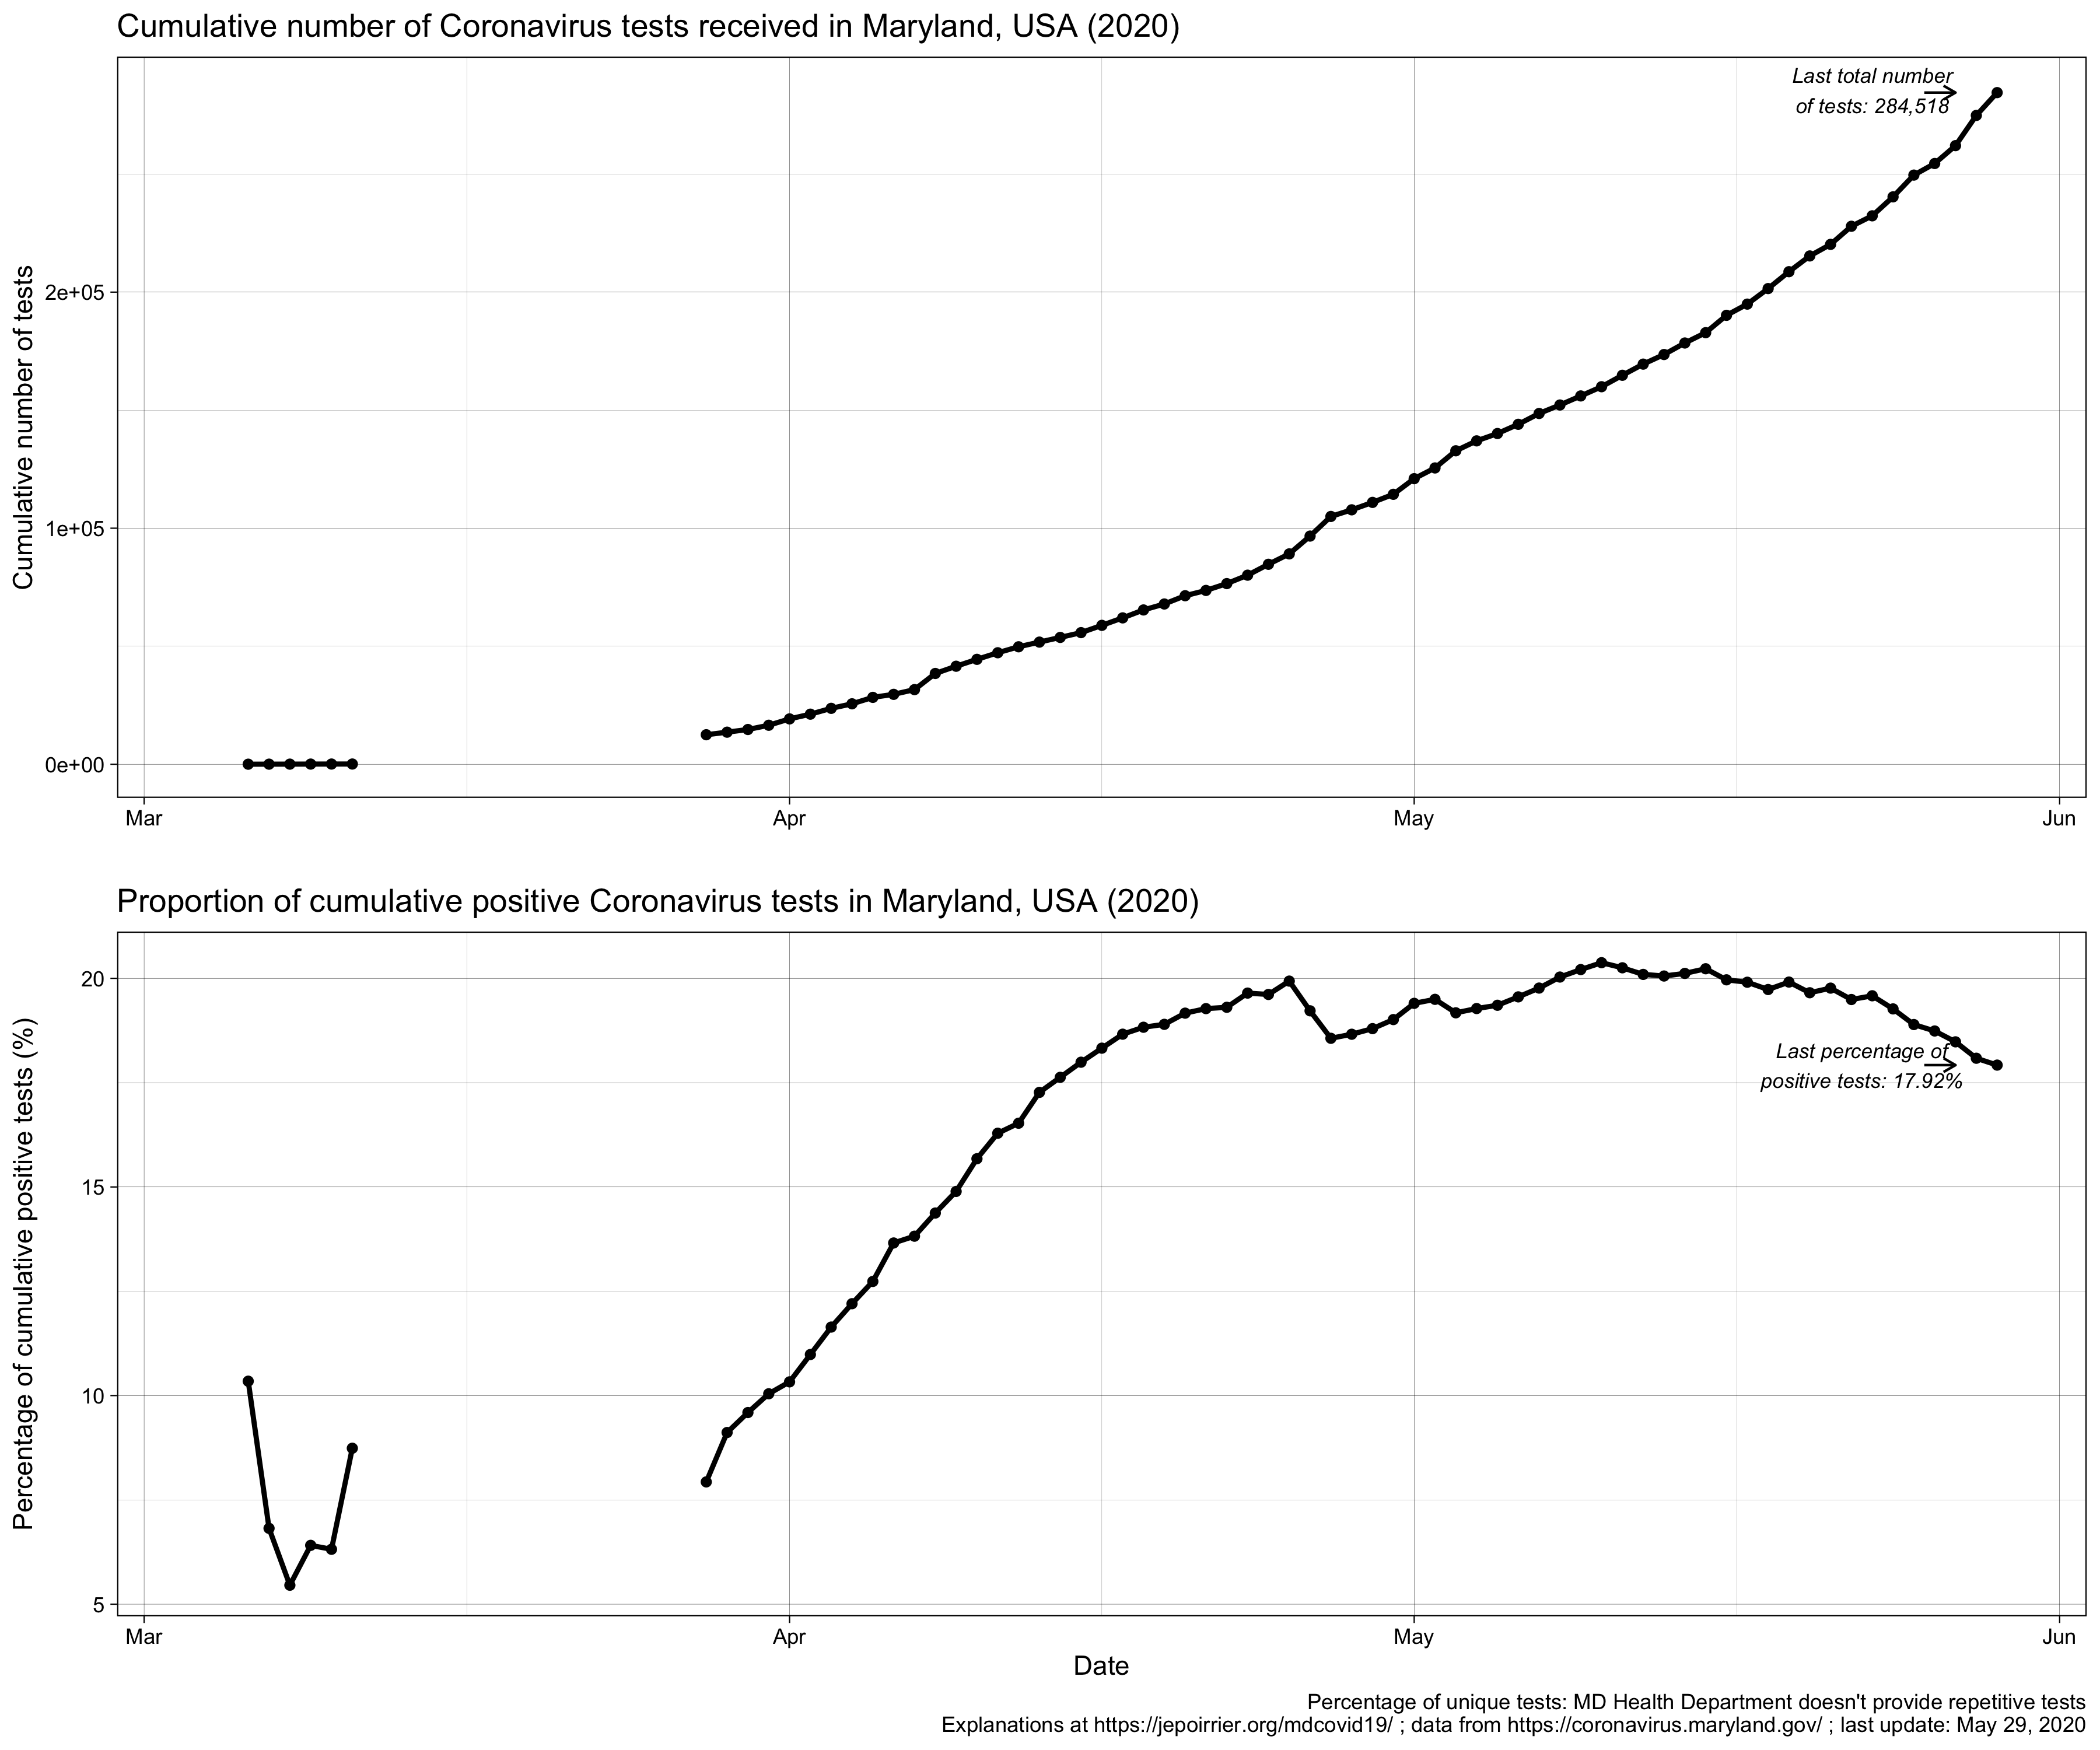 Cumulative number of Coronavirus tests received in Maryland, USA (2020)
Cumulative number of tests
2e+05
1e+05
0e+00
Last total number
of tests: 284,518
Mar
Apr
May
Jun
Proportion of cumulative positive Coronavirus tests in Maryland, USA (2020)
Percentage of cumulative positive tests (%)
20
15
10
5
Last percentage of
positive tests: 17.92%
Mar
Apr
May
Jun
Date
Percentage of unique tests: MD Health Department doesn't provide repetitive tests
Explanations at https://jepoirrier.org/mdcovid19/ ; data from https://coronavirus.maryland.gov/ ; last update: May 29, 2020